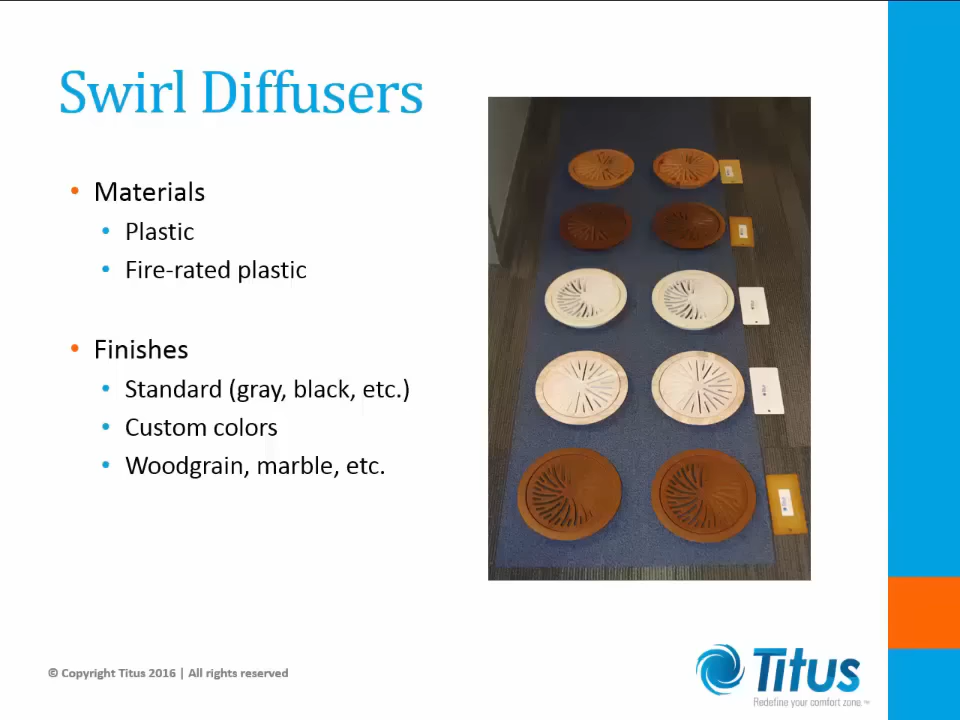 Swirl Diffusers
• Materials
• Plastic
• Fire-rated plastic
• Finishes
• Standard (gray, black, etc.)
• Custom colors
• Woodgrain, marble, etc.
© Copyright Titus 2016 | All rights reserved
Titus
Redefine your comfort zone.™